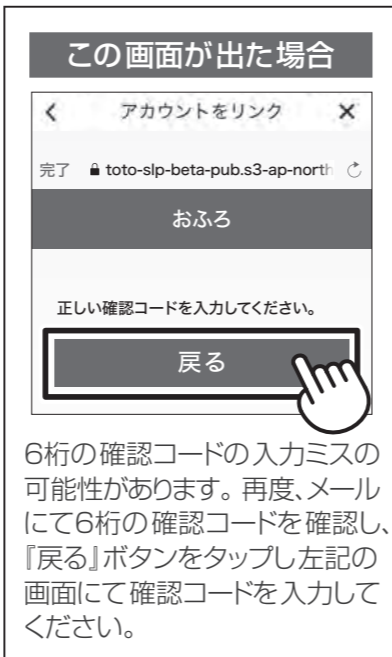 この画面が出た場合
アカウントをリンク
完了 toto-slp-beta-pub.s3-ap-north
おふろ
正しい確認コードを入力してください。
戻る
6桁の確認コードの入力ミスの
可能性があります。再度、メール
にて6桁の確認コードを確認し、
『戻る』ボタンをタップし左記の
画面にて確認コードを入力して
ください。